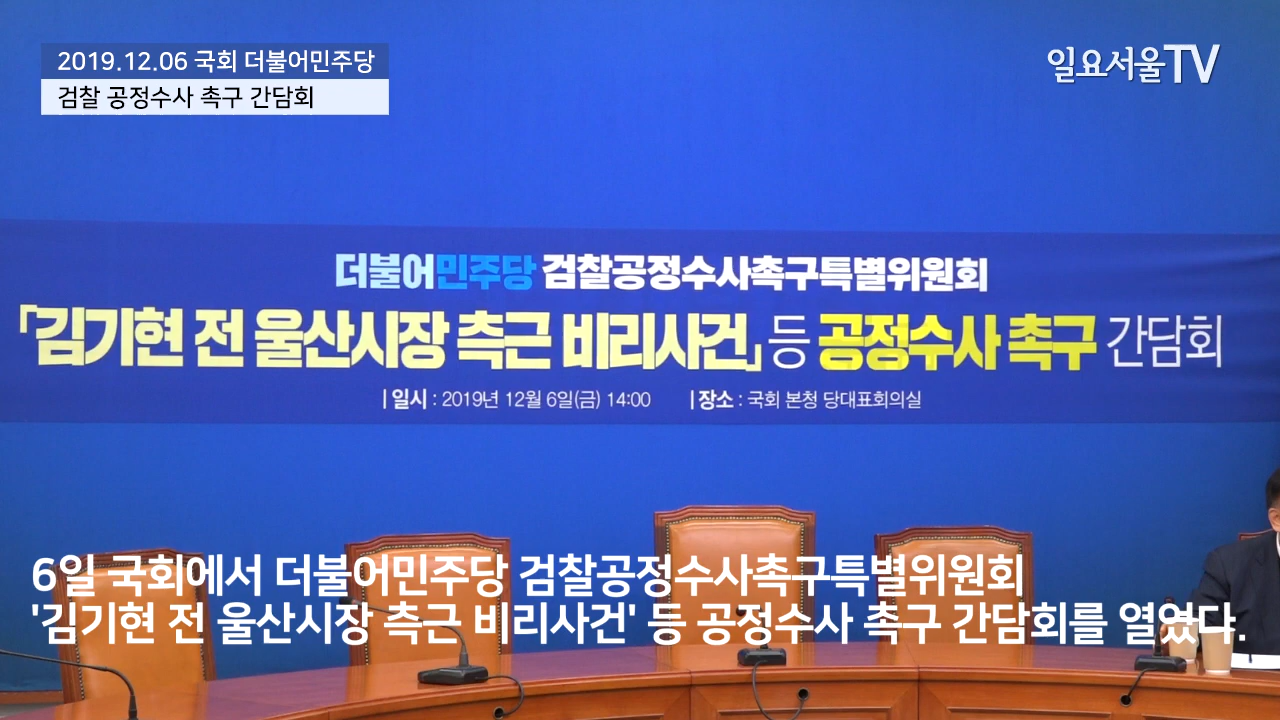 2019.12.06 국회 더불어민주당
검찰 공정수사 촉구 간담회
일요서울TV
더불어민주당 검찰공정수사촉구특별위원회
「김기현 전 울산시장 측근 비리사건」 등 공정수사 촉구 간담회
| 일시 : 2019년 12월 6일(금) 14:00 | 장소 : 국회 본청 당대표회의실
6일 국회에서 더불어민주당 검찰공정수사촉구특별위원회
'김기현 전 울산시장 측근 비리사건' 등 공정수사 촉구 간담회를 열었다.